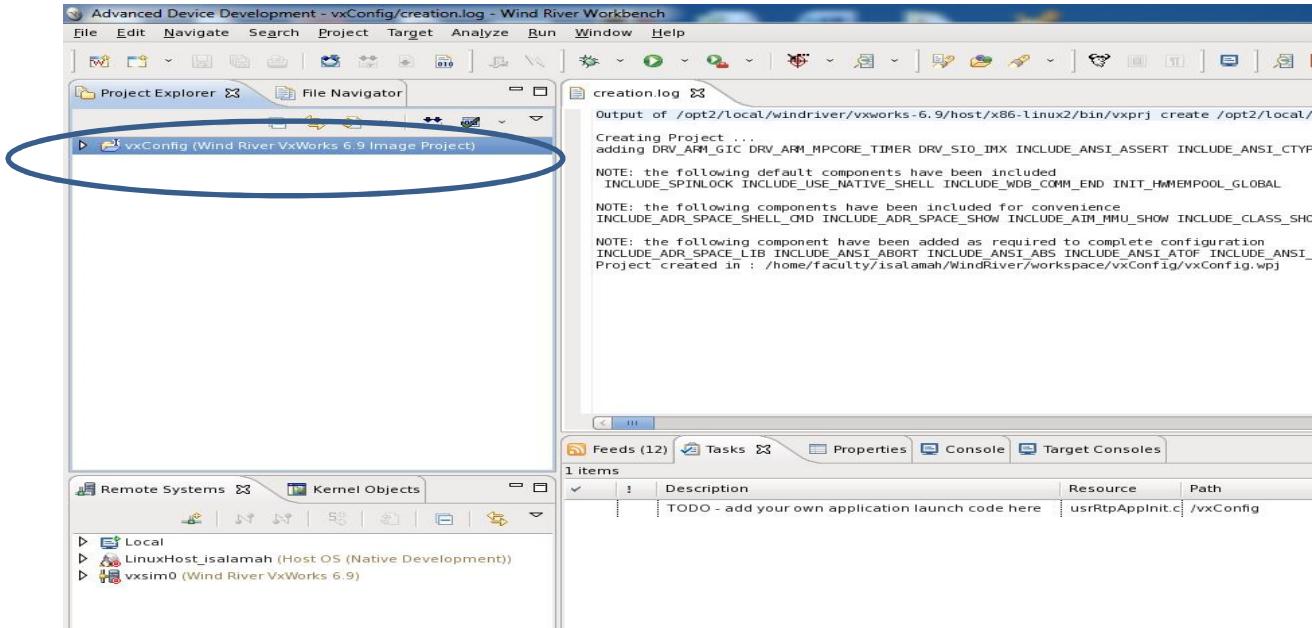 Advanced Device Development - vxConfig/creation.log - Wind River Workbench
File Edit Navigate Search Project Target Analyze Run Window Help
Project Explorer File Navigator
vxConfig (Wind River VxWorks 6.9 Image Project)
creation.log
Output of /opt2/local/windriver/vxworks-6.9/host/x86-linux2/bin/vxprj create /opt2/local/
Creating Project ...
adding DRV_ARM_GIC DRV_ARM_MPCORE_TIMER DRV_SIO_IMX INCLUDE_ANSI_ASSERT INCLUDE_ANSI_CTYP
NOTE: the following default components have been included
INCLUDE_SPINLOCK INCLUDE_USE_NATIVE_SHELL INCLUDE_WDB_COMM_END INIT_HWMEMPOOL_GLOBAL
NOTE: the following components have been included for convenience
INCLUDE_ADR_SPACE_SHELL_CMD INCLUDE_ADR_SPACE_SHOW INCLUDE_AIM_MMU_SHOW INCLUDE_CLASS_SHO
NOTE: the following component have been added as required to complete configuration
INCLUDE_ADR_SPACE_LIB INCLUDE_ANSI_ABORT INCLUDE_ANSI_ABS INCLUDE_ANSI_ATOF INCLUDE_ANSI_
Project created in : /home/faculty/isalamah/WindRiver/workspace/vxConfig/vxConfig.wpj
Feeds (12) Tasks Properties Console Target Consoles
1 items
! Description Resource Path
TODO - add your own application launch code here usrRtpAppInit.c /vxConfig
Remote Systems Kernel Objects
Local
LinuxHost_isalamah (Host OS (Native Development))
vxsim0 (Wind River VxWorks 6.9)